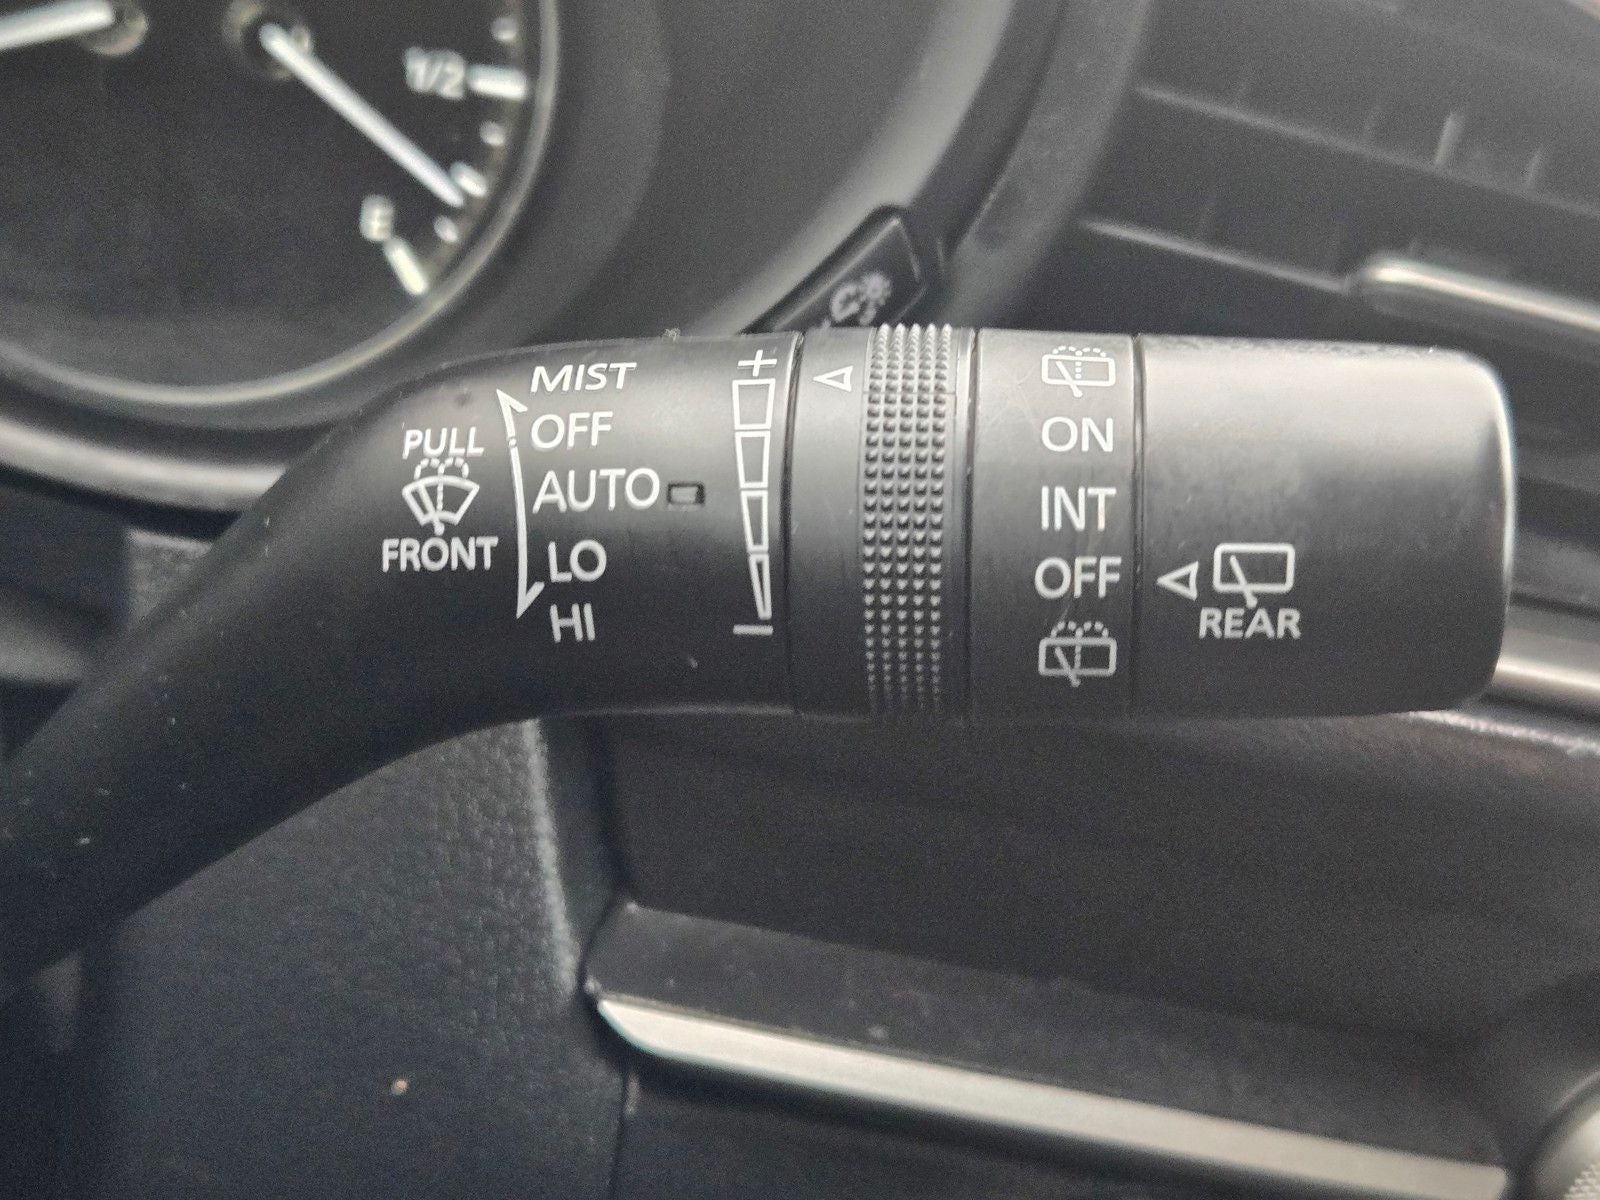 1/2
E
PULL
FRONT
MIST
OFF
AUTO
LO
HI
+
−
ON
INT
OFF
REAR